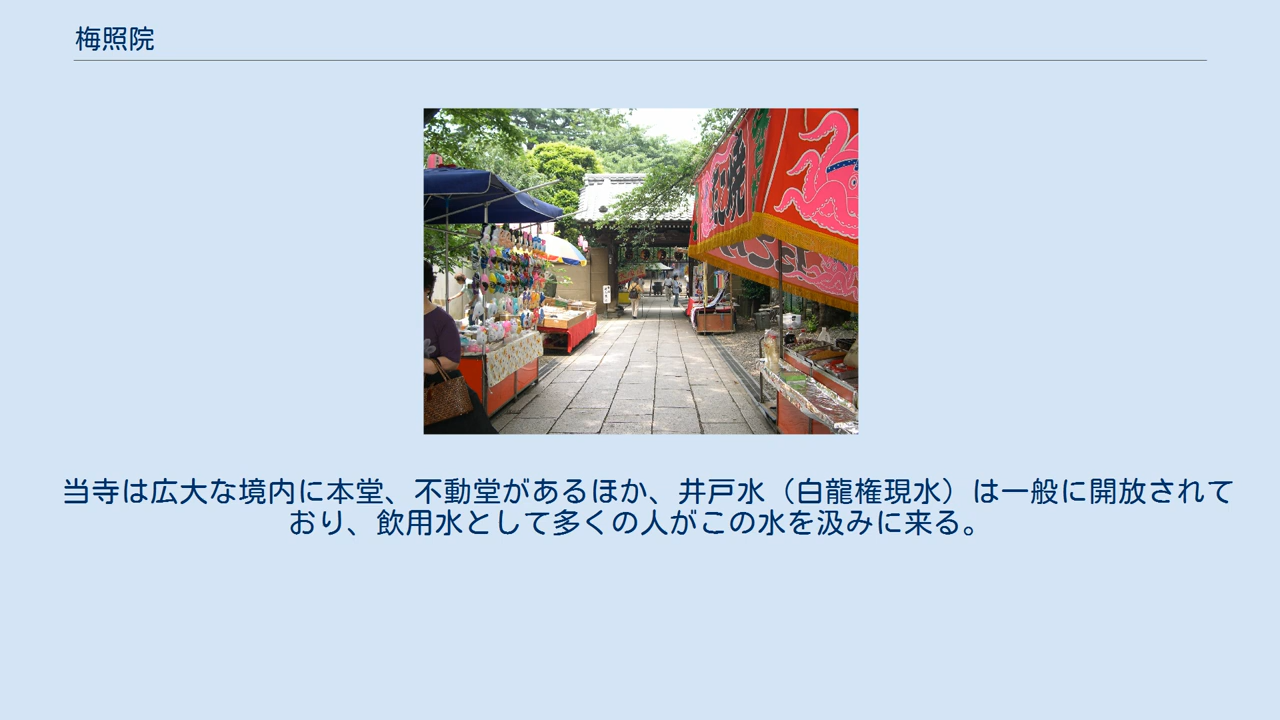 梅照院
たこ焼
当寺は広大な境内に本堂、不動堂があるほか、井戸水（白龍権現水）は一般に開放されて
おり、飲用水として多くの人がこの水を汲みに来る。